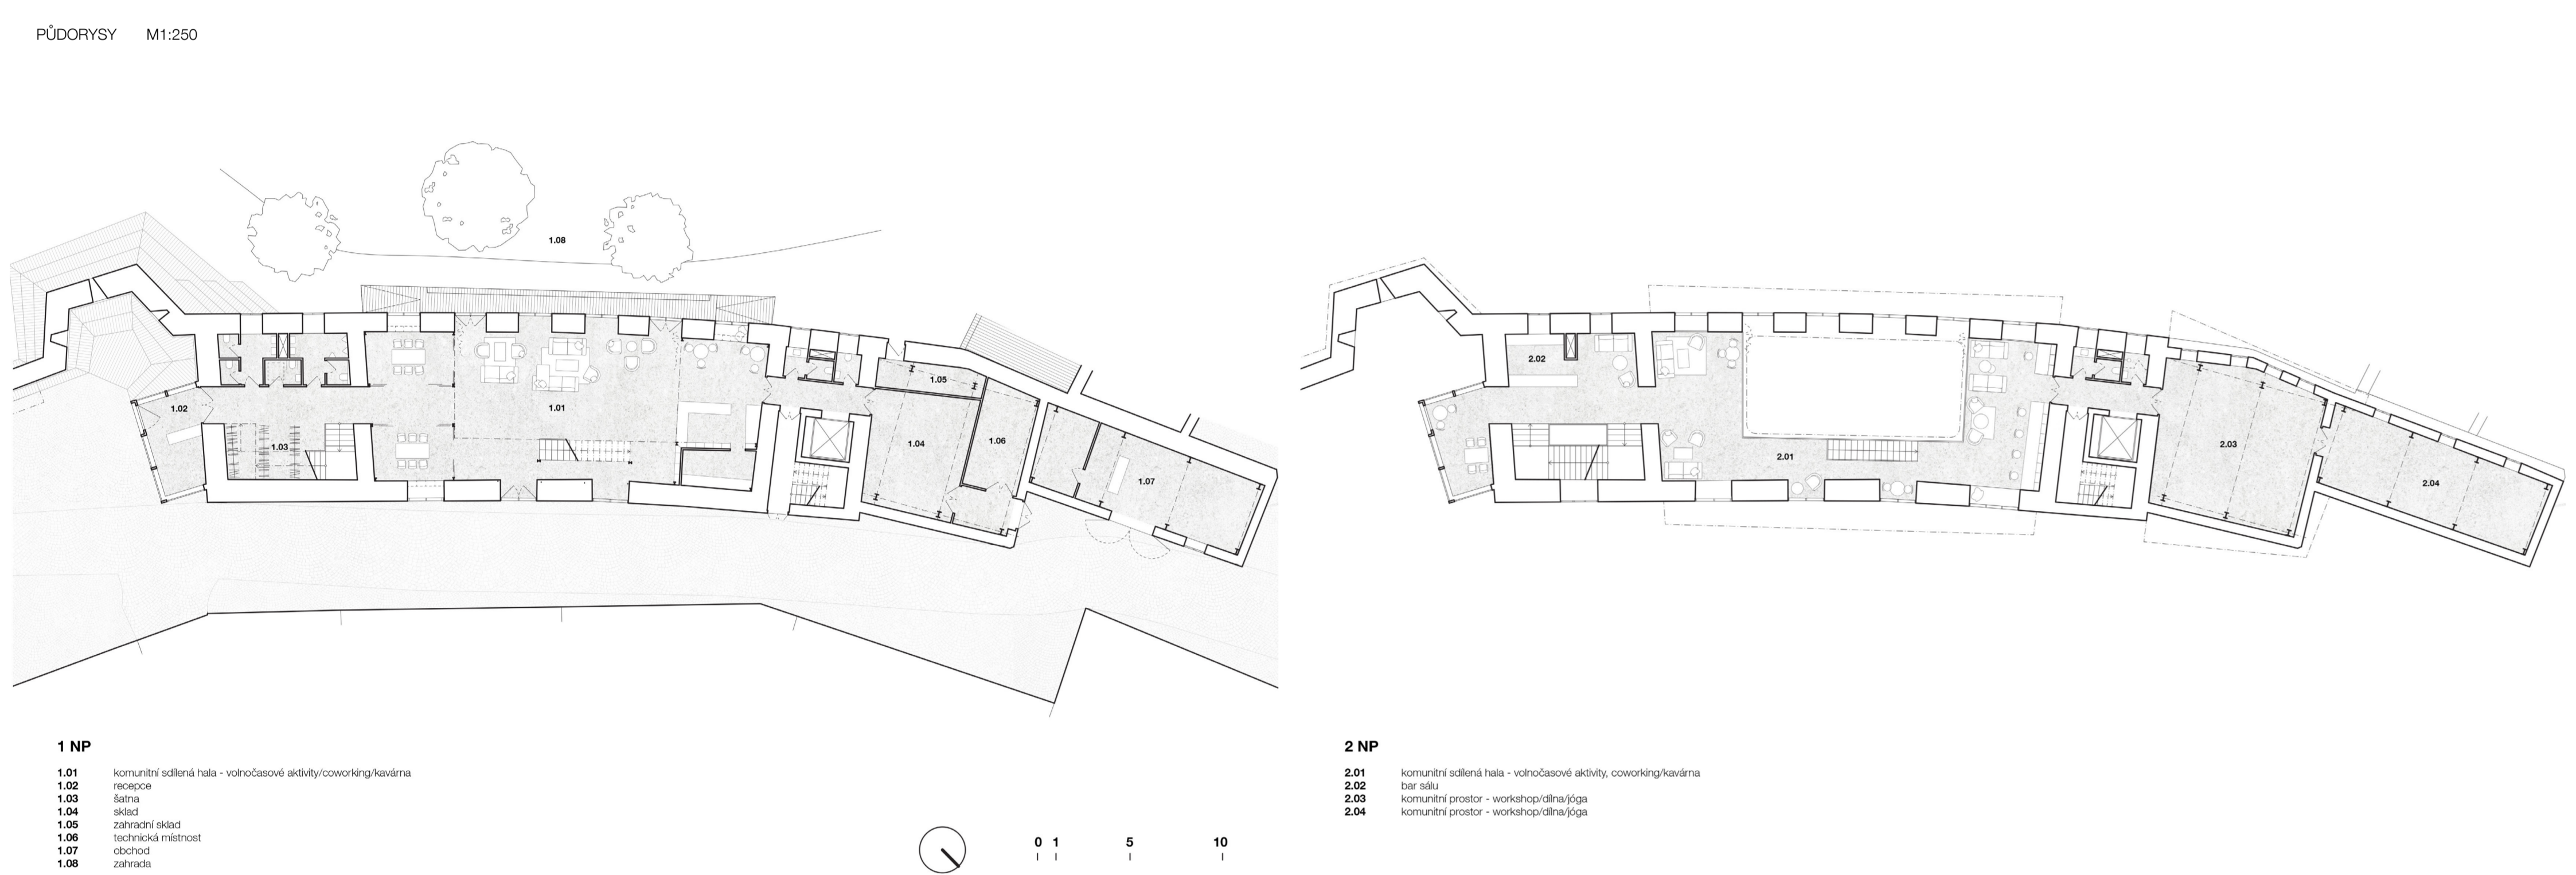 PŮDORYSY M1:250
1.08
1.02
1.03
1.01
1.05
1.04
1.06
1.07
2.02
2.01
2.03
2.04
1 NP
1.01 komunitní sdílená hala - volnočasové aktivity/coworking/kavárna
1.02 recepce
1.03 šatna
1.04 sklad
1.05 zahradní sklad
1.06 technická místnost
1.07 obchod
1.08 zahrada
0 1 5 10
2 NP
2.01 komunitní sdílená hala - volnočasové aktivity, coworking/kavárna
2.02 bar sálu
2.03 komunitní prostor - workshop/dílna/jóga
2.04 komunitní prostor - workshop/dílna/jóga